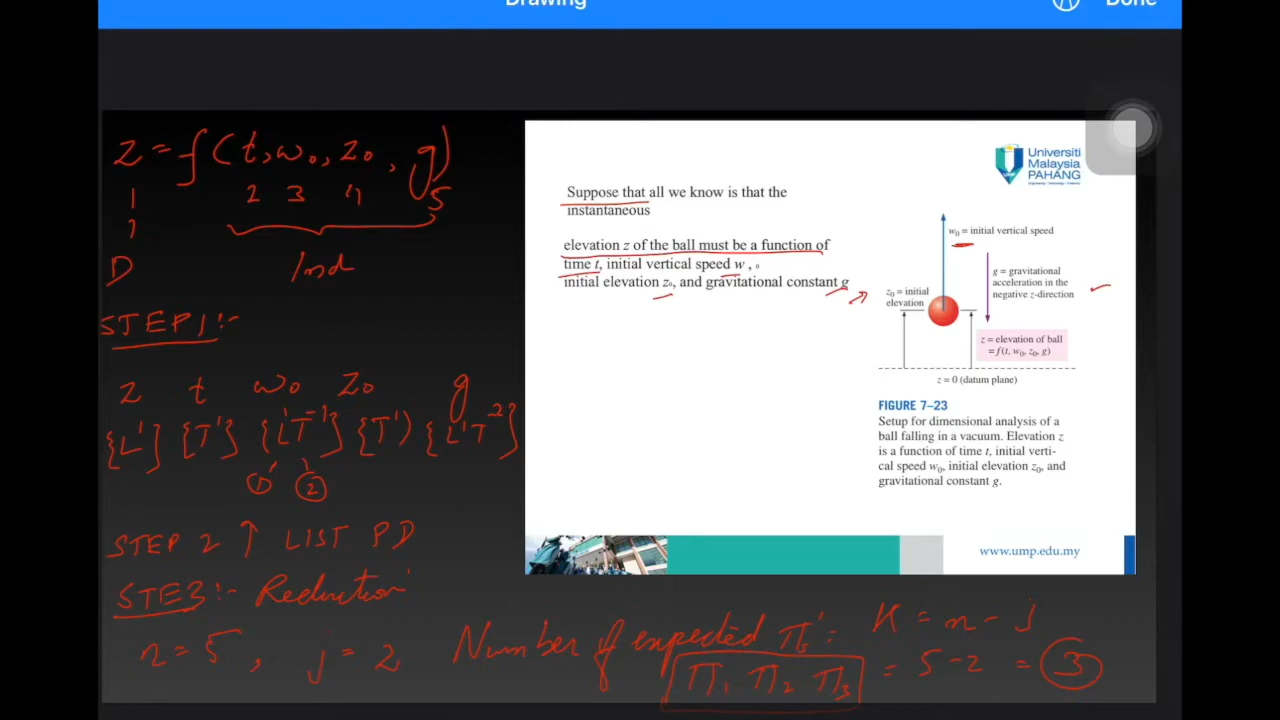 Drawing
Done
z = f(t, w₀, z₀, g)
1 2 3 4 5
1
D Ind
STEP 1:-
z t w₀ z₀ g
{L¹} {T¹} {L¹T⁻¹} {T¹} {L¹T⁻²}
1 2
STEP 2 ↑ LIST PD
STE3:- Reduction
n = 5, j = 2
Number of expected π's = K = n - j
π₁ π₂ π₃ = 5-2 = 3
Suppose that all we know is that the
instantaneous
elevation z of the ball must be a function of
time t, initial vertical speed w , ₀
initial elevation z₀, and gravitational constant g
Universiti
Malaysia
PAHANG
w₀ = initial vertical speed
g = gravitational
acceleration in the
negative z-direction
z₀ = initial
elevation
z = elevation of ball
= f(t, w₀, z₀, g)
z = 0 (datum plane)
FIGURE 7–23
Setup for dimensional analysis of a
ball falling in a vacuum. Elevation z
is a function of time t, initial verti-
cal speed w₀, initial elevation z₀, and
gravitational constant g.
www.ump.edu.my